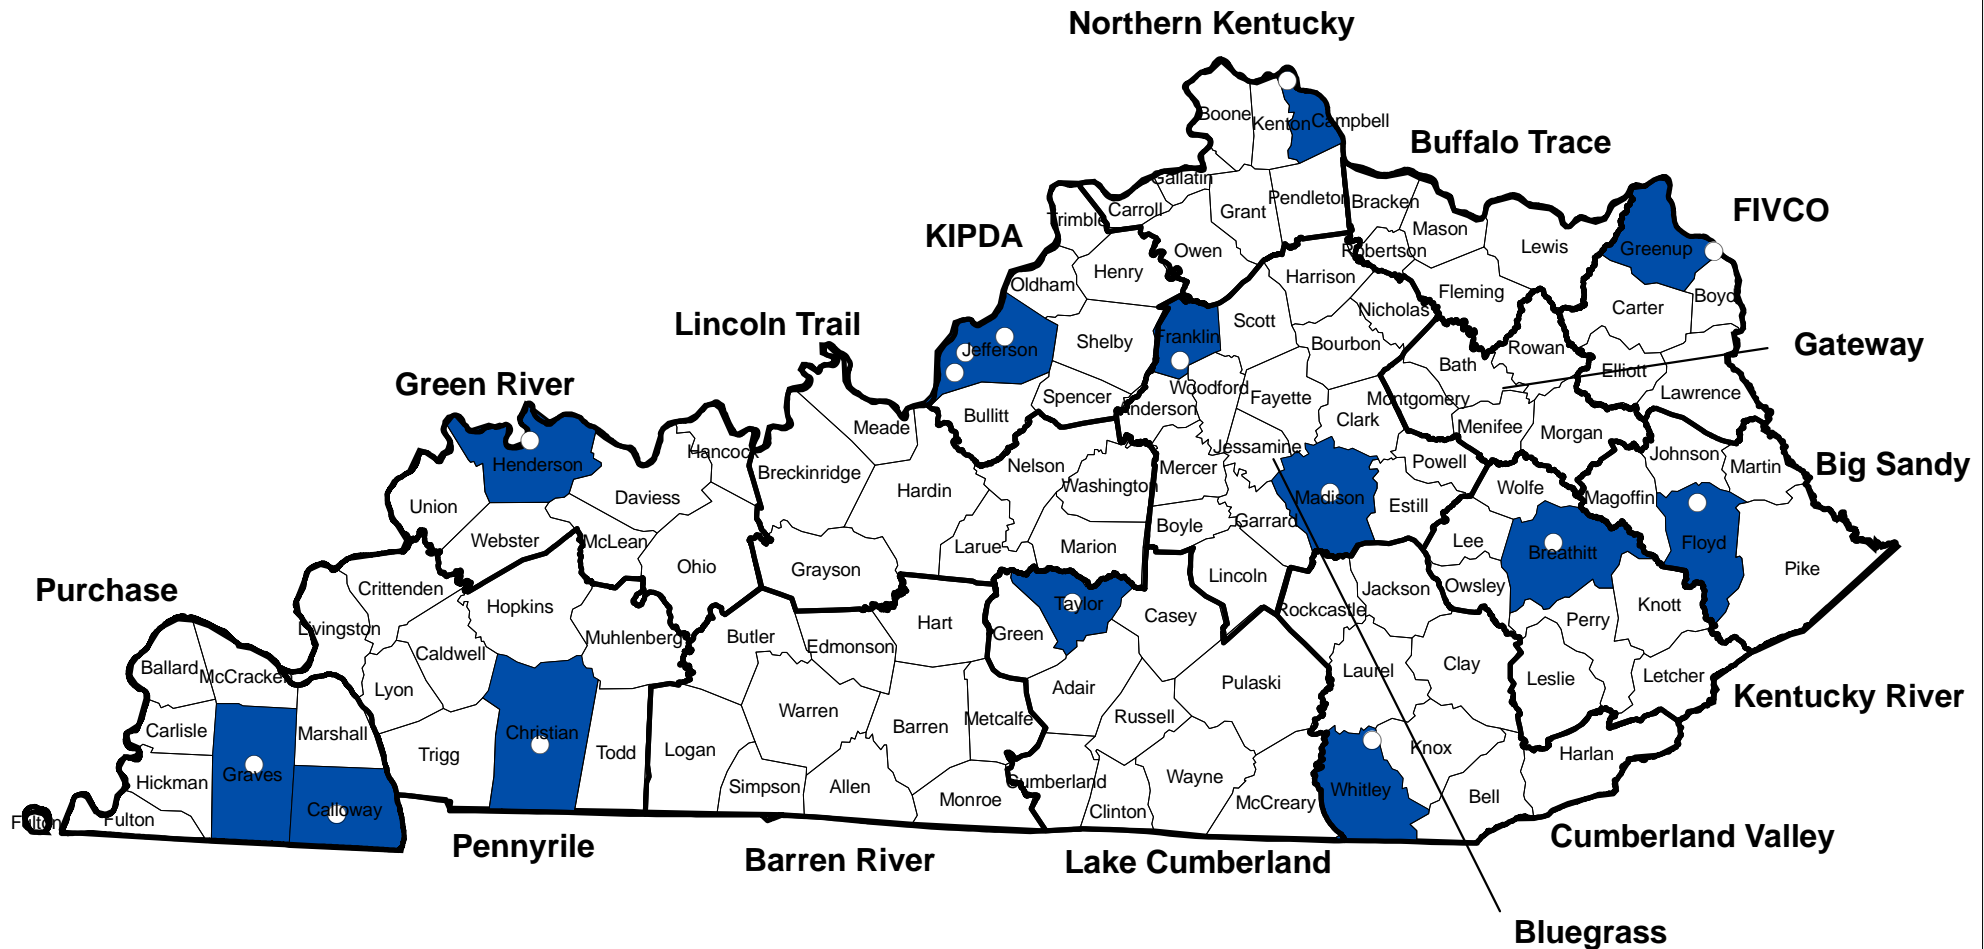 Northern Kentucky
Boone
Kenton
Campbell
Buffalo Trace
Gallatin
Carroll
Grant
Pendleton
Bracken
Mason
Lewis
Greenup
FIVCO
KIPDA
Trimble
Owen
Robertson
Henry
Oldham
Harrison
Fleming
Carter
Boyd
Lincoln Trail
Nicholas
Scott
Franklin
Shelby
Jefferson
Bourbon
Rowan
Gateway
Bath
Elliott
Green River
Woodford
Fayette
Montgomery
Lawrence
Spencer
Anderson
Bullitt
Meade
Clark
Menifee
Morgan
Hancock
Jessamine
Johnson
Martin
Big Sandy
Henderson
Breckinridge
Nelson
Mercer
Powell
Washington
Wolfe
Magoffin
Daviess
Hardin
Madison
Union
Estill
Garrard
Boyle
Webster
McLean
Larue
Marion
Lee
Breathitt
Floyd
Ohio
Grayson
Lincoln
Pike
Purchase
Crittenden
Jackson
Owsley
Hopkins
Taylor
Casey
Rockcastle
Knott
Livingston
Muhlenberg
Butler
Hart
Green
Perry
Edmonson
Caldwell
Ballard
McCracken
Lyon
Adair
Pulaski
Laurel
Clay
Leslie
Letcher
Kentucky River
Warren
Barren
Metcalfe
Russell
Carlisle
Marshall
Christian
Trigg
Todd
Logan
Knox
Harlan
Graves
Hickman
Simpson
Allen
Cumberland
Wayne
Whitley
Calloway
Monroe
Clinton
McCreary
Bell
Fulton
Fulton
Pennyrile
Barren River
Lake Cumberland
Cumberland Valley
Bluegrass